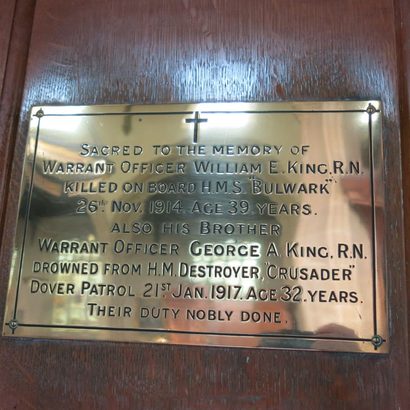 SACRED TO THE MEMORY OF
WARRANT OFFICER WILLIAM E. KING, R.N.
KILLED ON BOARD H.M.S "BULWARK"
26TH NOV. 1914. AGE 39. YEARS.
ALSO HIS BROTHER
WARRANT OFFICER GEORGE A. KING, R.N.
DROWNED FROM H.M. DESTROYER, "CRUSADER"
DOVER PATROL 21ST JAN. 1917. AGE 32. YEARS.
THEIR DUTY NOBLY DONE.